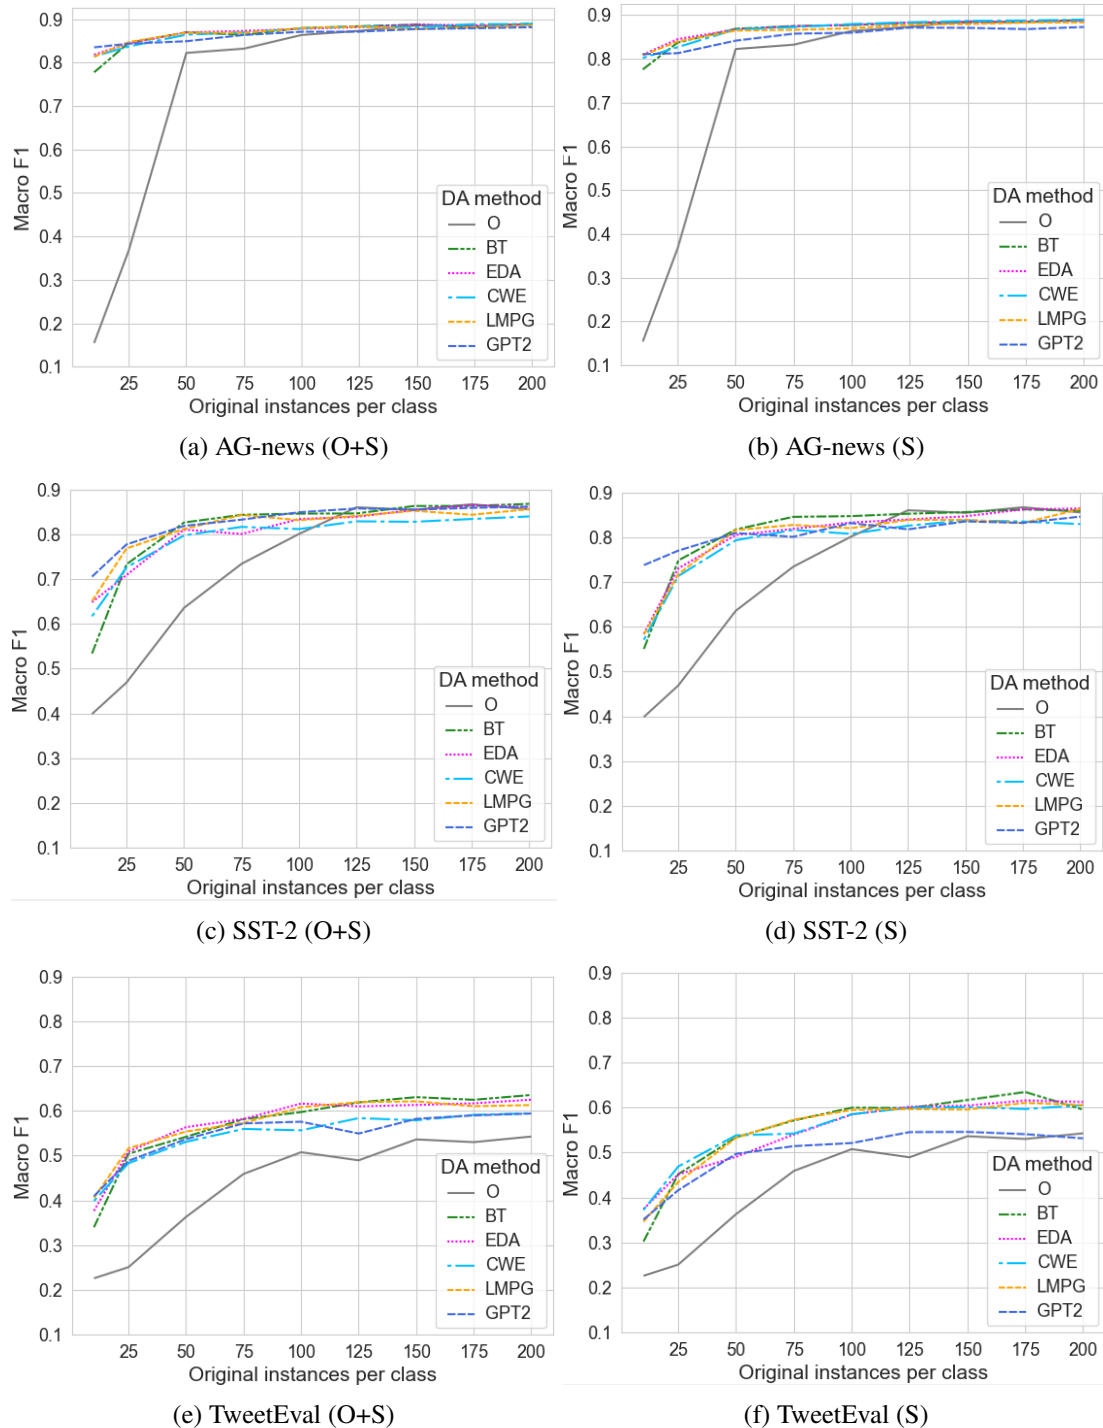 0.9
0.8
0.7
0.6
0.5
0.4
0.3
0.2
0.1
Macro F1
DA method
O
BT
EDA
CWE
LMPG
GPT2
25 50 75 100 125 150 175 200
Original instances per class
(a) AG-news (O+S)
0.9
0.8
0.7
0.6
0.5
0.4
0.3
0.2
0.1
Macro F1
DA method
O
BT
EDA
CWE
LMPG
GPT2
25 50 75 100 125 150 175 200
Original instances per class
(b) AG-news (S)
0.9
0.8
0.7
0.6
0.5
0.4
0.3
0.2
0.1
Macro F1
DA method
O
BT
EDA
CWE
LMPG
GPT2
25 50 75 100 125 150 175 200
Original instances per class
(c) SST-2 (O+S)
0.9
0.8
0.7
0.6
0.5
0.4
0.3
0.2
0.1
Macro F1
DA method
O
BT
EDA
CWE
LMPG
GPT2
25 50 75 100 125 150 175 200
Original instances per class
(d) SST-2 (S)
0.9
0.8
0.7
0.6
0.5
0.4
0.3
0.2
0.1
Macro F1
DA method
O
BT
EDA
CWE
LMPG
GPT2
25 50 75 100 125 150 175 200
Original instances per class
(e) TweetEval (O+S)
0.9
0.8
0.7
0.6
0.5
0.4
0.3
0.2
0.1
Macro F1
DA method
O
BT
EDA
CWE
LMPG
GPT2
25 50 75 100 125 150 175 200
Original instances per class
(f) TweetEval (S)